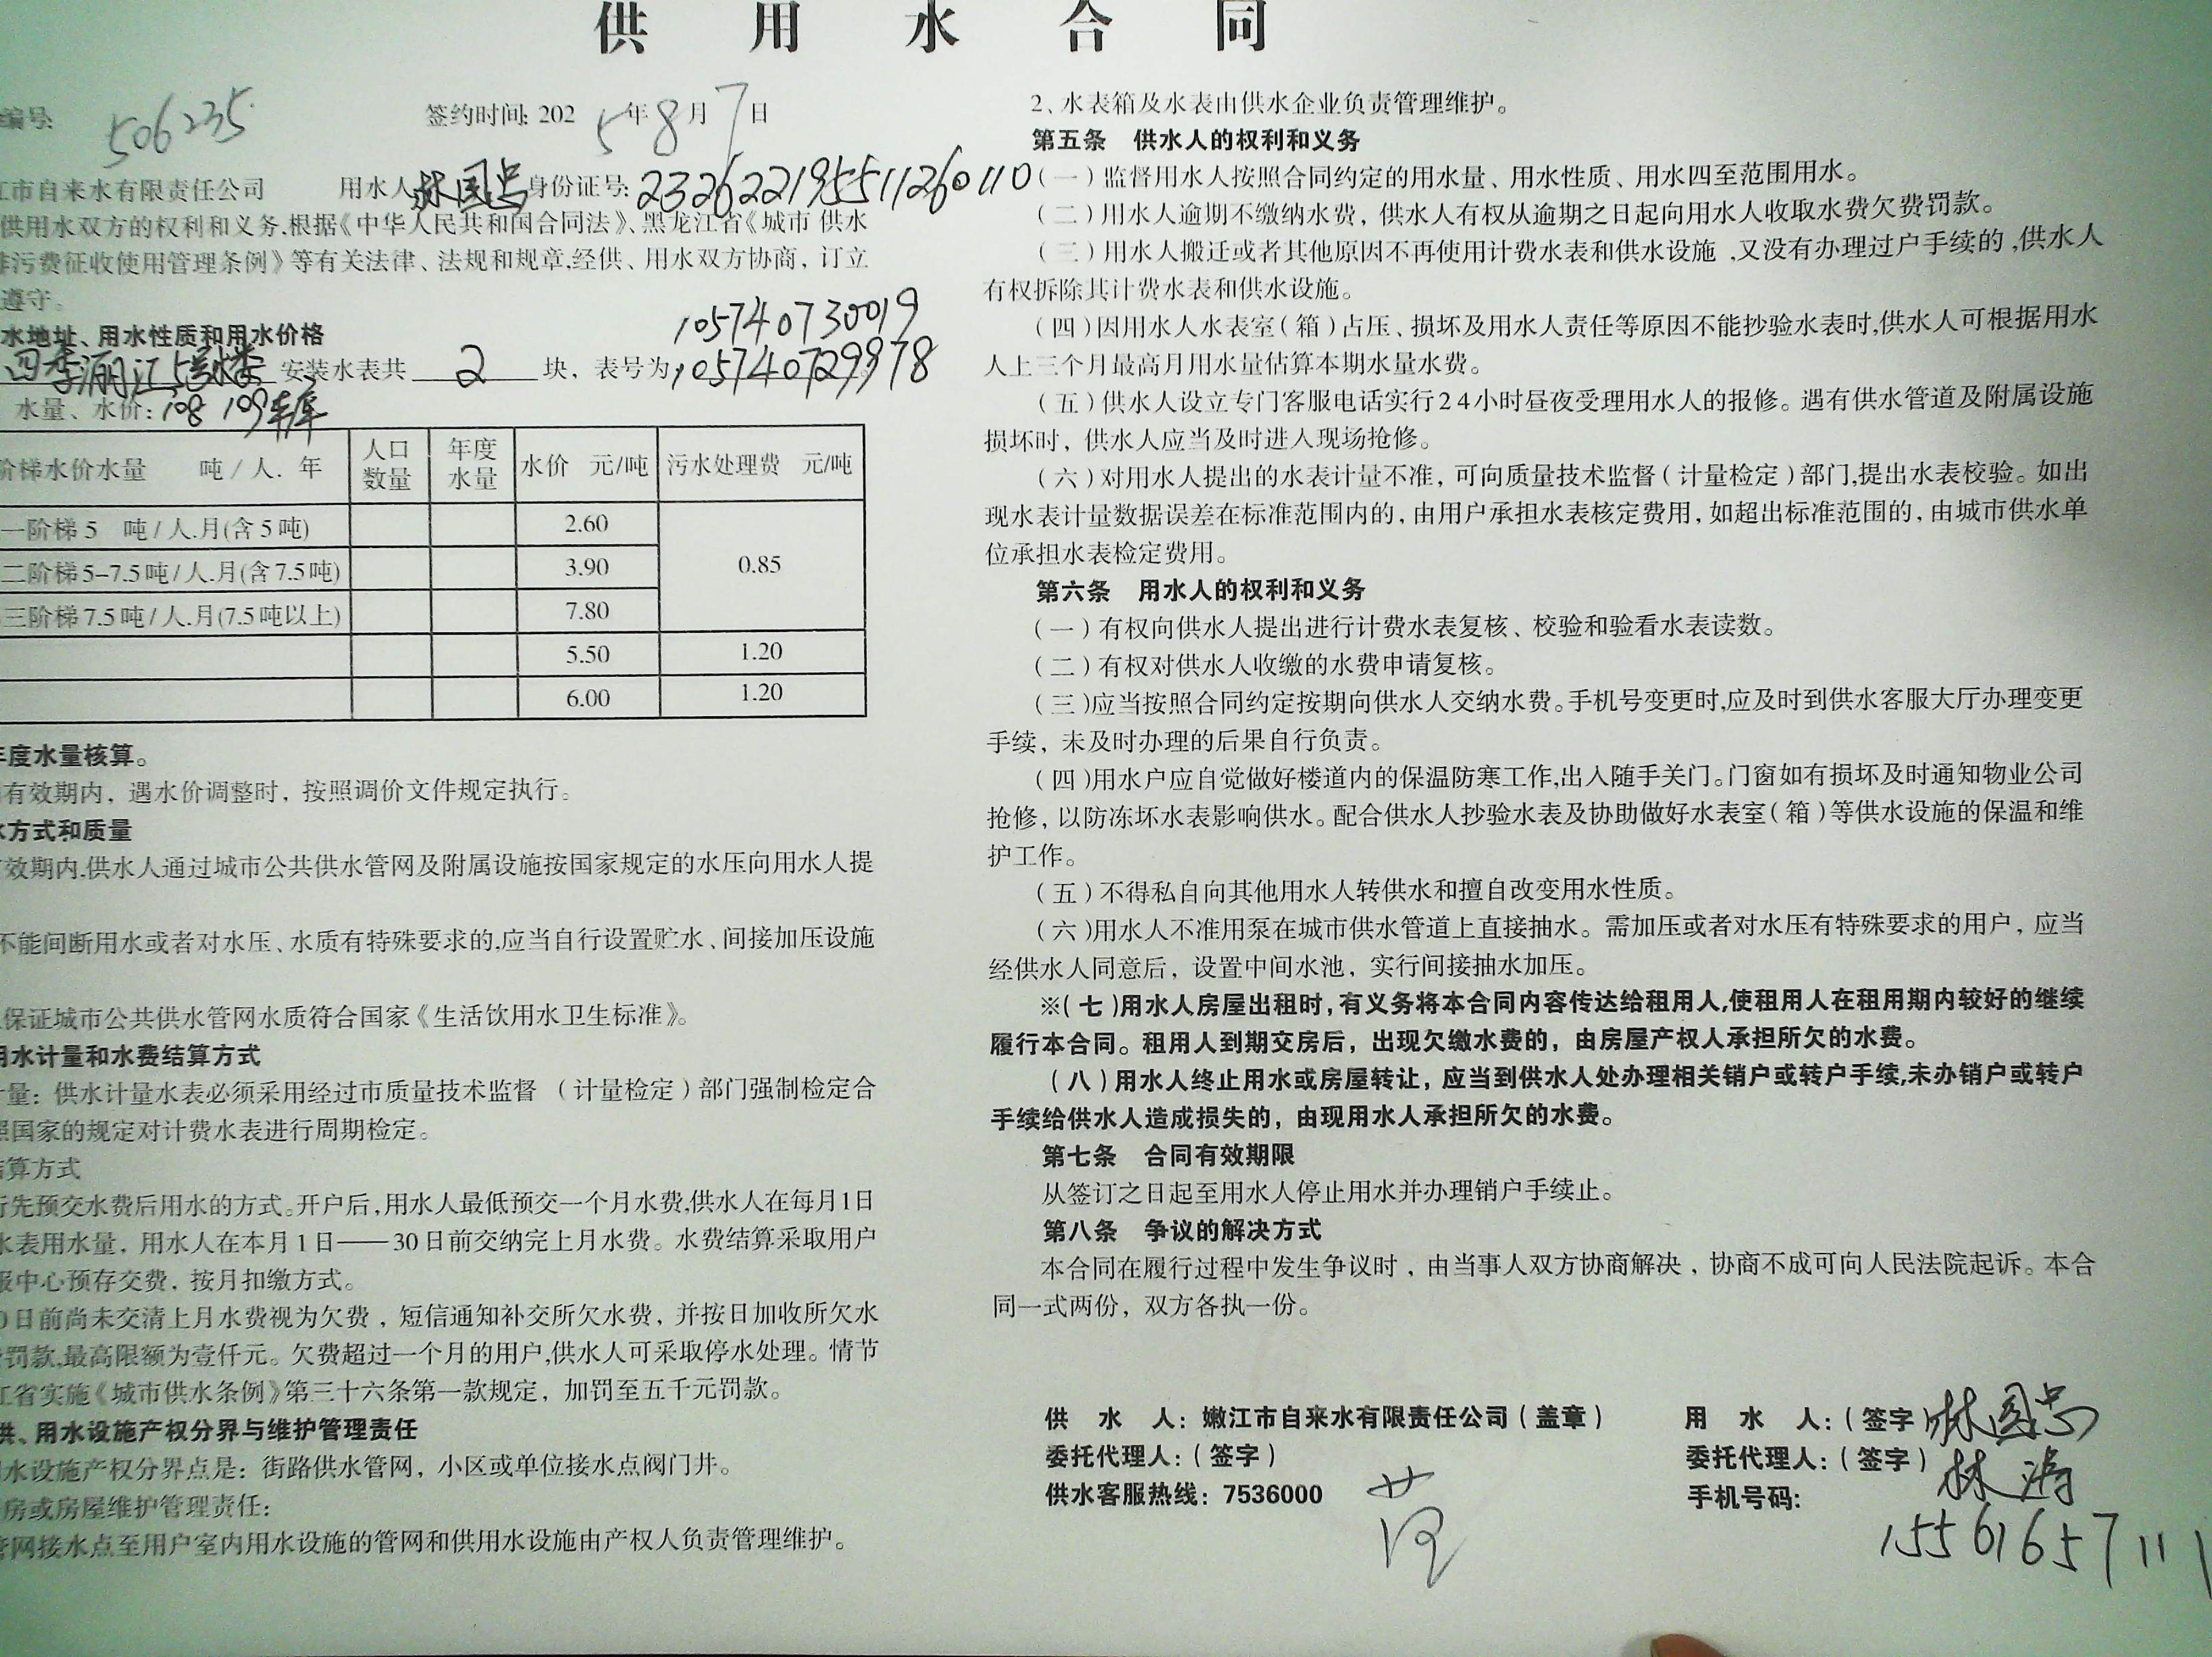 供 用 水 合 同
编号: 506235 签约时间: 2025年8月7日
江市自来水有限责任公司 用水人 林国忠 身份证号: 232622195511260110
供用水双方的权利和义务,根据《中华人民共和国合同法》、黑龙江省《城市 供水
排污费征收使用管理条例》等有关法律、法规和规章,经供、用水双方协商，订立
遵守。
水地址、用水性质和用水价格
105740730019
四季丽江5号楼 安装水表共 2 块，表号为 105740729978
水量、水价: 108 109车库
阶梯水价水量 吨/人. 年 人口数量 年度水量 水价 元/吨 污水处理费 元/吨
一阶梯 5 吨/人.月(含5吨) 2.60 0.85
二阶梯5-7.5吨/人.月(含7.5吨) 3.90
三阶梯7.5吨/人.月(7.5吨以上) 7.80
5.50 1.20
6.00 1.20
年度水量核算。
有效期内，遇水价调整时，按照调价文件规定执行。
水方式和质量
有效期内,供水人通过城市公共供水管网及附属设施按国家规定的水压向用水人提
不能间断用水或者对水压、水质有特殊要求的,应当自行设置贮水、间接加压设施
保证城市公共供水管网水质符合国家《生活饮用水卫生标准》。
用水计量和水费结算方式
计量：供水计量水表必须采用经过市质量技术监督 （计量检定）部门强制检定合
照国家的规定对计费水表进行周期检定。
结算方式
行先预交水费后用水的方式。开户后,用水人最低预交一个月水费,供水人在每月1日
水表用水量，用水人在本月1日——30日前交纳完上月水费。水费结算采取用户
服中心预存交费，按月扣缴方式。
0日前尚未交清上月水费视为欠费，短信通知补交所欠水费，并按日加收所欠水
罚款,最高限额为壹仟元。欠费超过一个月的用户,供水人可采取停水处理。情节
江省实施《城市供水条例》第三十六条第一款规定，加罚至五千元罚款。
供、用水设施产权分界与维护管理责任
水设施产权分界点是：街路供水管网，小区或单位接水点阀门井。
房或房屋维护管理责任：
管网接水点至用户室内用水设施的管网和供用水设施由产权人负责管理维护。
2、水表箱及水表由供水企业负责管理维护。
第五条 供水人的权利和义务
（一）监督用水人按照合同约定的用水量、用水性质、用水四至范围用水。
（二）用水人逾期不缴纳水费，供水人有权从逾期之日起向用水人收取水费欠费罚款。
（三）用水人搬迁或者其他原因不再使用计费水表和供水设施 ,又没有办理过户手续的,供水人
有权拆除其计费水表和供水设施。
（四）因用水人水表室（箱）占压、损坏及用水人责任等原因不能抄验水表时,供水人可根据用水
人上三个月最高月用水量估算本期水量水费。
（五）供水人设立专门客服电话实行24小时昼夜受理用水人的报修。遇有供水管道及附属设施
损坏时，供水人应当及时进入现场抢修。
（六）对用水人提出的水表计量不准，可向质量技术监督（计量检定）部门,提出水表校验。如出
现水表计量数据误差在标准范围内的，由用户承担水表核定费用，如超出标准范围的，由城市供水单
位承担水表检定费用。
第六条 用水人的权利和义务
（一）有权向供水人提出进行计费水表复核、校验和验看水表读数。
（二）有权对供水人收缴的水费申请复核。
（三）应当按照合同约定按期向供水人交纳水费。手机号变更时,应及时到供水客服大厅办理变更
手续，未及时办理的后果自行负责。
（四）用水户应自觉做好楼道内的保温防寒工作,出入随手关门。门窗如有损坏及时通知物业公司
抢修，以防冻坏水表影响供水。配合供水人抄验水表及协助做好水表室（箱）等供水设施的保温和维
护工作。
（五）不得私自向其他用水人转供水和擅自改变用水性质。
（六）用水人不准用泵在城市供水管道上直接抽水。需加压或者对水压有特殊要求的用户，应当
经供水人同意后，设置中间水池，实行间接抽水加压。
※（七）用水人房屋出租时,有义务将本合同内容传达给租用人,使租用人在租用期内较好的继续
履行本合同。租用人到期交房后，出现欠缴水费的，由房屋产权人承担所欠的水费。
（八）用水人终止用水或房屋转让，应当到供水人处办理相关销户或转户手续,未办销户或转户
手续给供水人造成损失的，由现用水人承担所欠的水费。
第七条 合同有效期限
从签订之日起至用水人停止用水并办理销户手续止。
第八条 争议的解决方式
本合同在履行过程中发生争议时，由当事人双方协商解决，协商不成可向人民法院起诉。本合
同一式两份，双方各执一份。
供 水 人：嫩江市自来水有限责任公司（盖章） 用 水 人：（签字）林国忠
委托代理人：（签字） 委托代理人：（签字）林涛
供水客服热线：7536000 手机号码:
15561657111